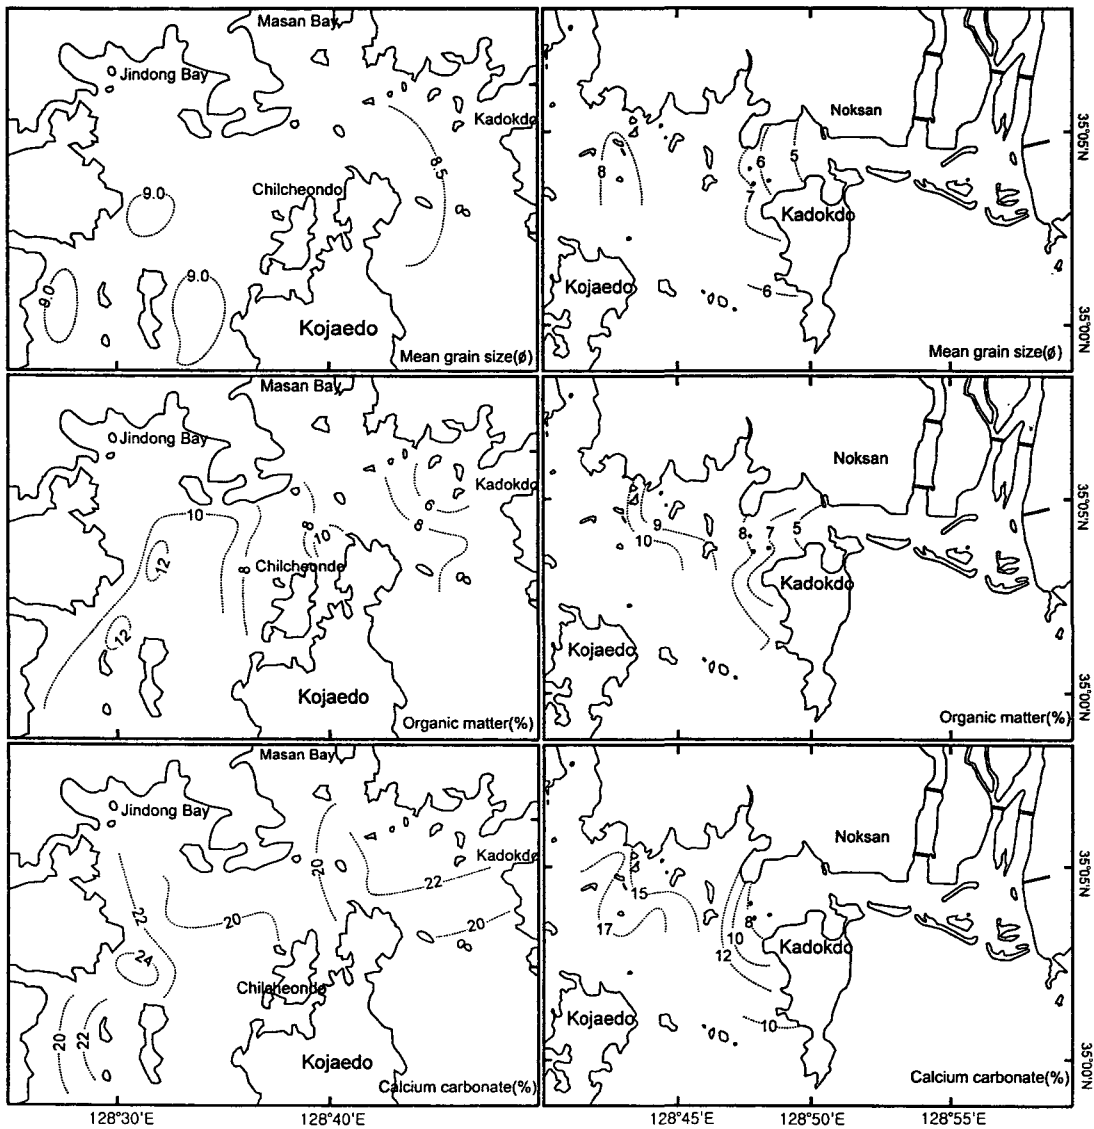 Masan Bay
Jindong Bay
Kadokdo
8.5
Chilcheondo
9.0
9.0
9.0
Kojaedo
Mean grain size(ø)
Noksan
35°05'N
8
6
5
7
Kadokdo
Kojaedo
6
35°00'N
Mean grain size(ø)
Masan Bay
Jindong Bay
Kadokdo
6
10
8
8
10
12
Chilcheondo
8
12
Kojaedo
Organic matter(%)
Noksan
35°05'N
9
8
7
5
10
Kadokdo
Kojaedo
35°00'N
Organic matter(%)
Masan Bay
Jindong Bay
Kadokdo
20
22
22
20
20
24
Chilcheondo
20
22
Kojaedo
Calcium carbonate(%)
Noksan
35°05'N
15
17
8
10
12
Kadokdo
Kojaedo
10
35°00'N
Calcium carbonate(%)
128°30'E
128°40'E
128°45'E
128°50'E
128°55'E